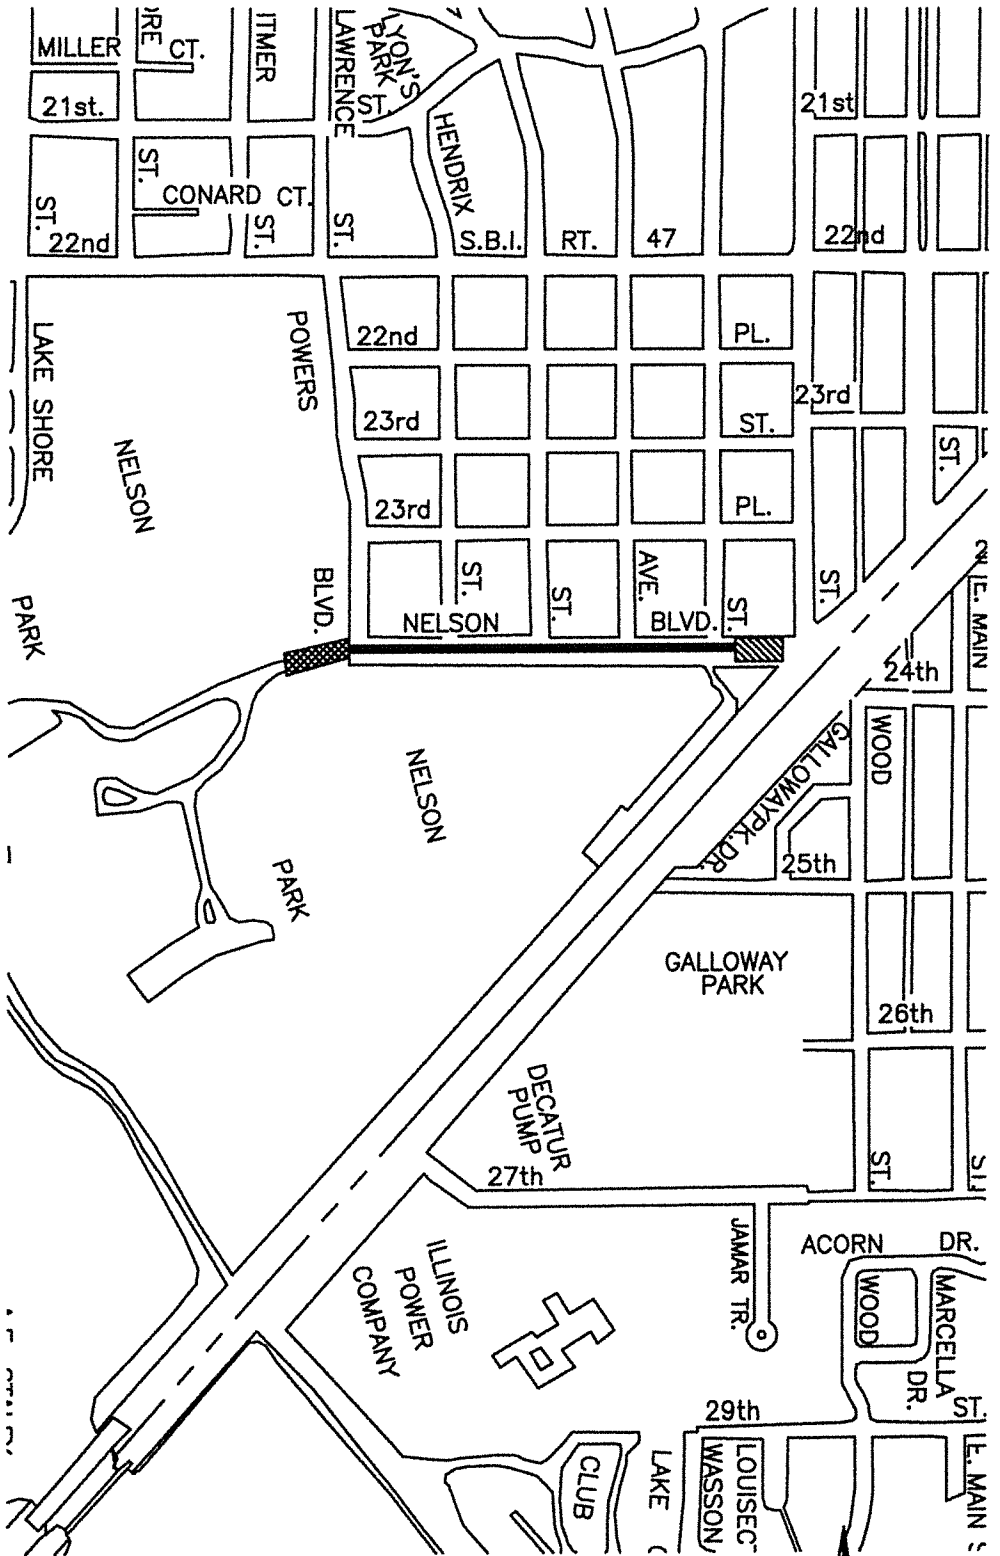 MILLER
CT.
ITMER
LAWRENCE
LYON'S
PARK
ST.
21st.
21st
HENDRIX
ST.
CONARD CT.
ST.
ST.
ST.
22nd
S.B.I. RT. 47
22nd
LAKE SHORE
POWERS
22nd PL.
23rd ST.
23rd
ST.
NELSON
23rd PL.
BLVD.
ST.
ST.
AVE.
ST.
ST.
PARK
NELSON BLVD.
E. MAIN
24th
NELSON
WOOD
GALLOWAY PK. DR.
25th
PARK
GALLOWAY
PARK
26th
DECATUR
PUMP
ST.
27th
JAMAR TR.
ACORN DR.
ILLINOIS
POWER
COMPANY
WOOD
MARCELLA
DR.
29th ST.
CLUB
LAKE
WASSON
LOUISE
E. MAIN